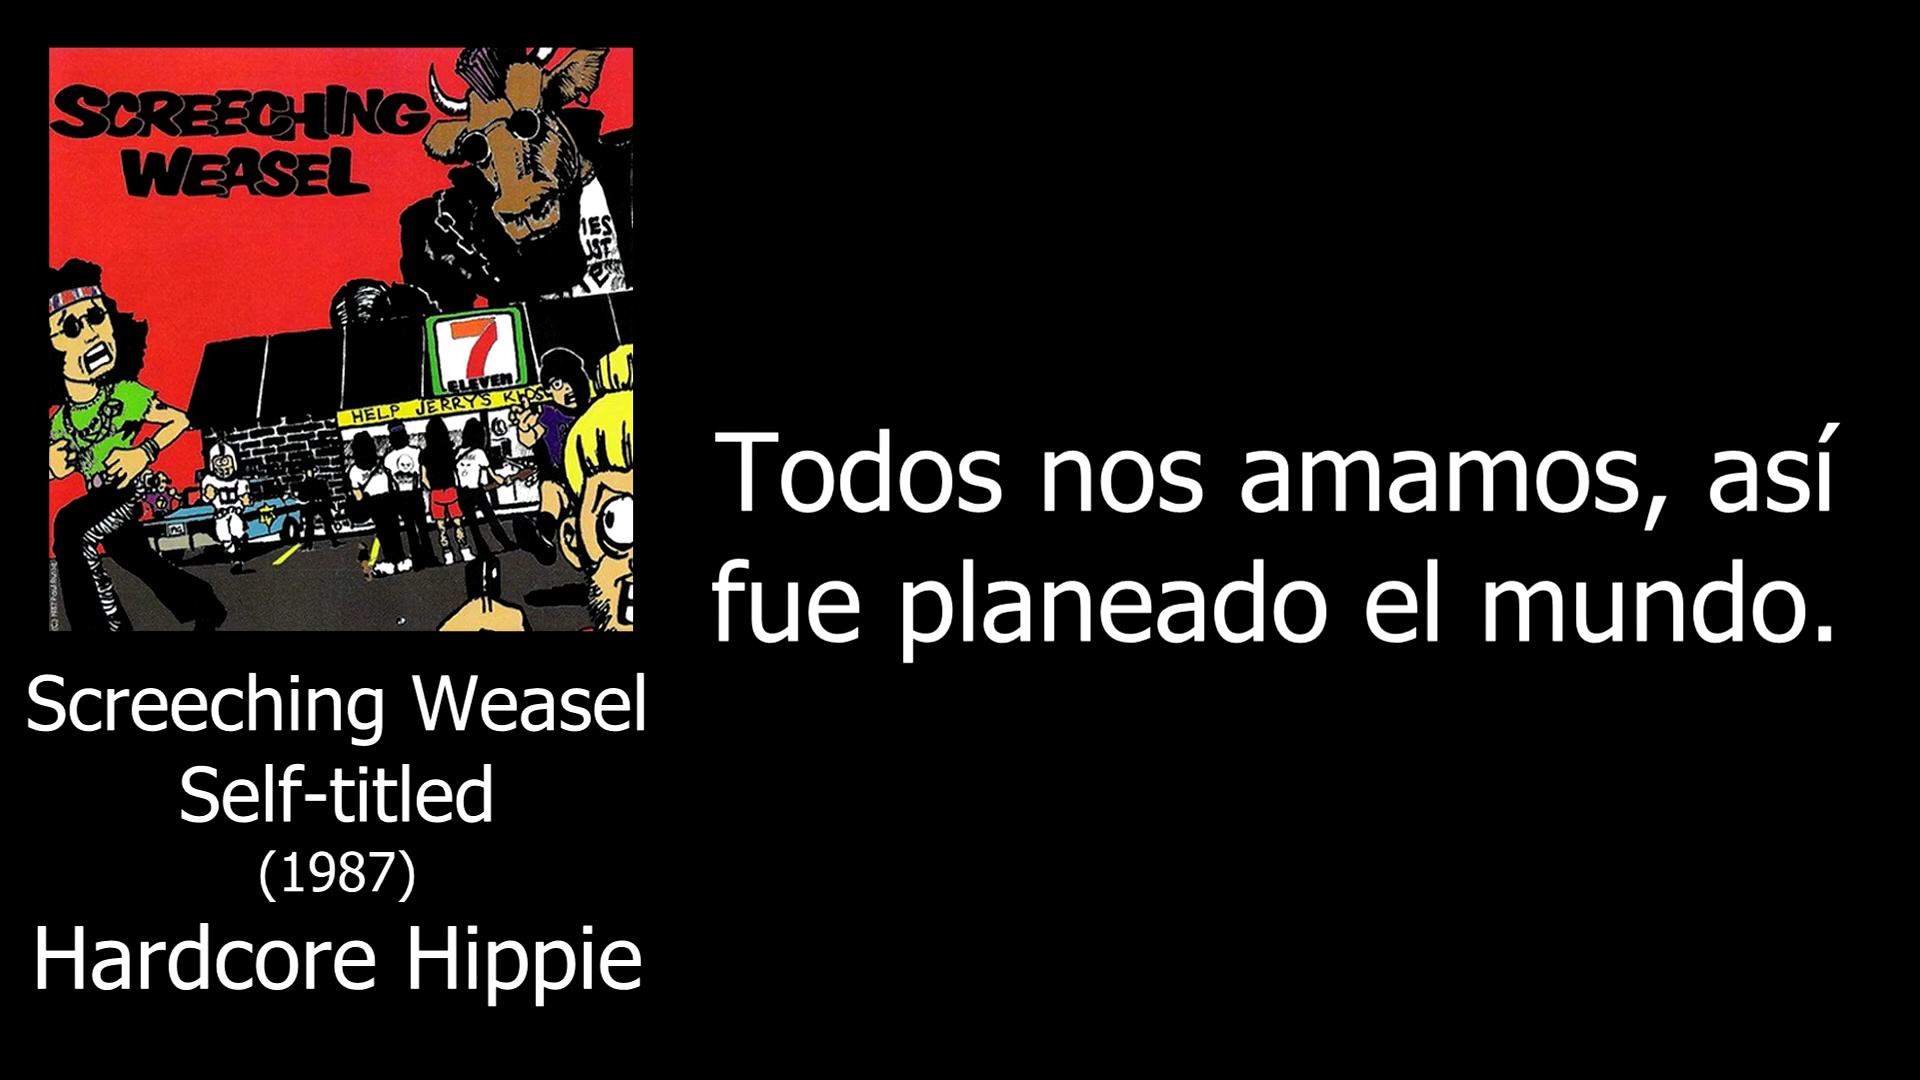 SCREECHING
WEASEL
7
ELEVEN
HELP JERRYS KIDS
Todos nos amamos, así
fue planeado el mundo.
Screeching Weasel
Self-titled
(1987)
Hardcore Hippie